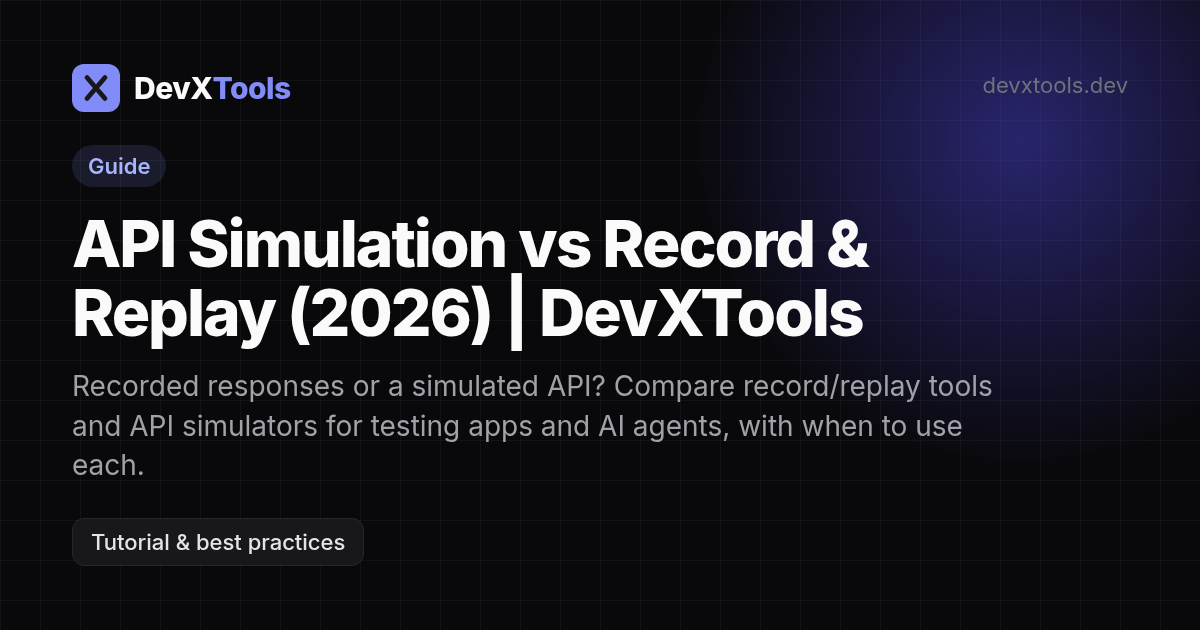 DevXTools
devxtools.dev
Guide
API Simulation vs Record &
Replay (2026) | DevXTools
Recorded responses or a simulated API? Compare record/replay tools
and API simulators for testing apps and AI agents, with when to use
each.
Tutorial & best practices